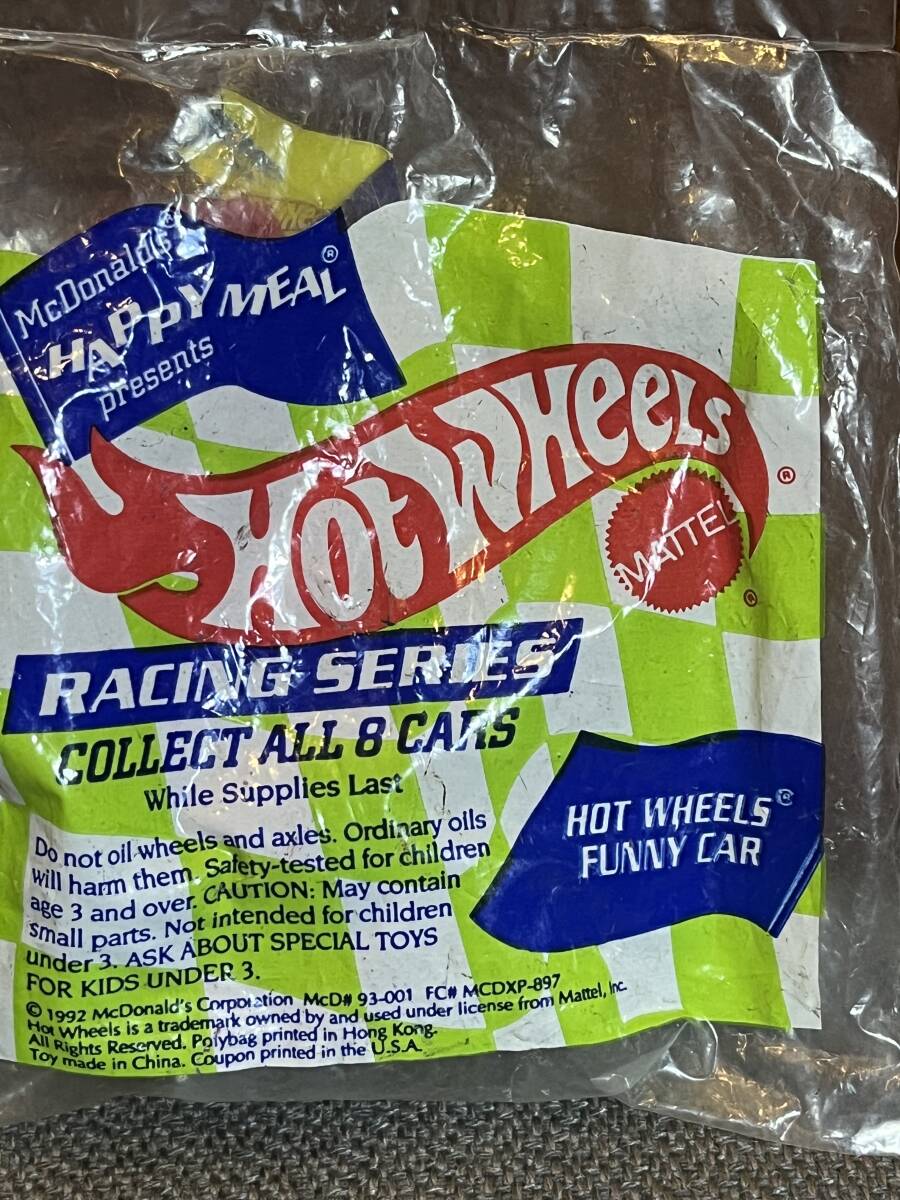 McDonald's
HAPPY MEAL®
presents
HOT WHEELS
®
MATTEL
®
RACING SERIES
COLLECT ALL 8 CARS
While Supplies Last
HOT WHEELS®
FUNNY CAR
Do not oil wheels and axles. Ordinary oils
will harm them. Safety-tested for children
age 3 and over. CAUTION: May contain
small parts. Not intended for children
under 3. ASK ABOUT SPECIAL TOYS
FOR KIDS UNDER 3.
© 1992 McDonald's Corporation McD# 93-001 FC# MCDXP-897
Hot Wheels is a trademark owned by and used under license from Mattel, Inc.
All Rights Reserved. Polybag printed in Hong Kong.
Toy made in China. Coupon printed in the U.S.A.